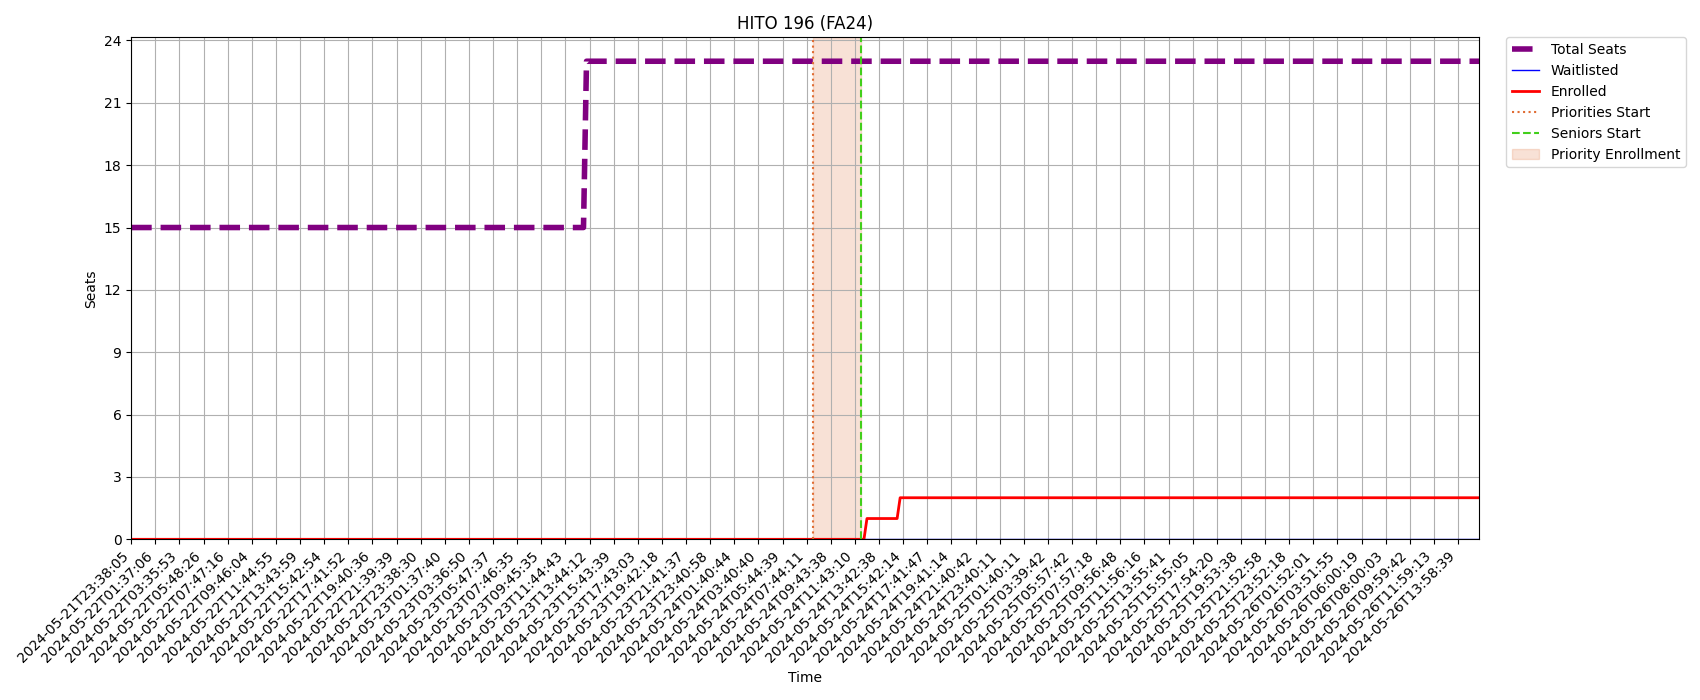 HITO 196 (FA24)
24
21
18
15
12
9
6
3
0
Seats
2024-05-21T23:38:05
2024-05-22T01:37:06
2024-05-22T03:35:53
2024-05-22T05:48:26
2024-05-22T07:47:16
2024-05-22T09:46:04
2024-05-22T11:44:55
2024-05-22T13:43:59
2024-05-22T15:42:54
2024-05-22T17:41:52
2024-05-22T19:40:36
2024-05-22T21:39:39
2024-05-22T23:38:30
2024-05-23T01:37:40
2024-05-23T03:36:50
2024-05-23T05:47:37
2024-05-23T07:46:35
2024-05-23T09:45:35
2024-05-23T11:44:43
2024-05-23T13:44:12
2024-05-23T15:43:39
2024-05-23T17:43:03
2024-05-23T19:42:18
2024-05-23T21:41:37
2024-05-23T23:40:58
2024-05-24T01:40:44
2024-05-24T03:40:40
2024-05-24T05:44:39
2024-05-24T07:44:11
2024-05-24T09:43:38
2024-05-24T11:43:10
2024-05-24T13:42:38
2024-05-24T15:42:14
2024-05-24T17:41:47
2024-05-24T19:41:14
2024-05-24T21:40:42
2024-05-24T23:40:11
2024-05-25T01:40:11
2024-05-25T03:39:42
2024-05-25T05:57:42
2024-05-25T07:57:18
2024-05-25T09:56:48
2024-05-25T11:56:16
2024-05-25T13:55:41
2024-05-25T15:55:05
2024-05-25T17:54:20
2024-05-25T19:53:38
2024-05-25T21:52:58
2024-05-25T23:52:18
2024-05-26T01:52:01
2024-05-26T03:51:55
2024-05-26T06:00:19
2024-05-26T08:00:03
2024-05-26T09:59:42
2024-05-26T11:59:13
2024-05-26T13:58:39
Time
Total Seats
Waitlisted
Enrolled
Priorities Start
Seniors Start
Priority Enrollment